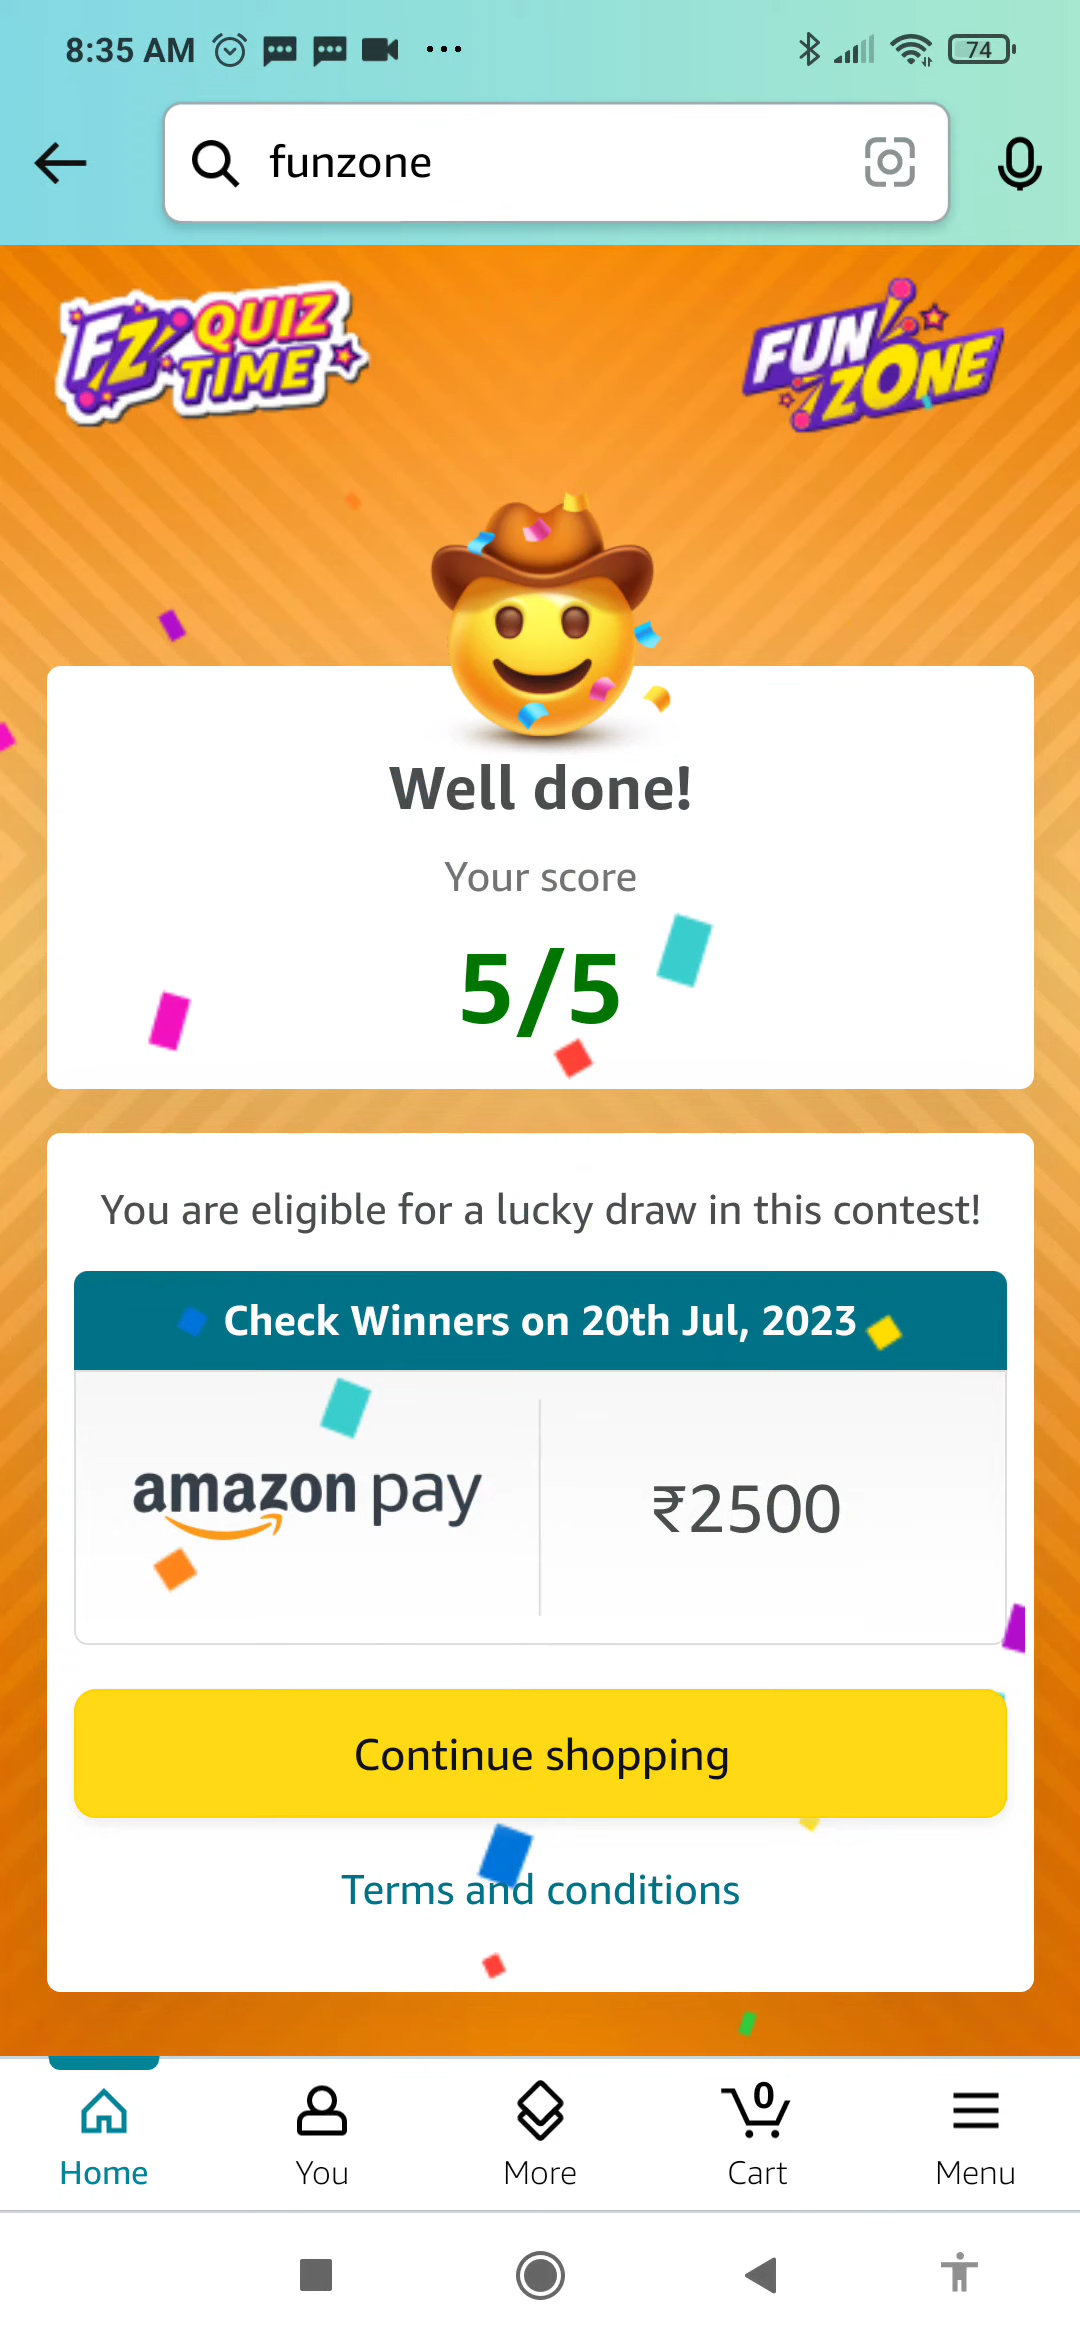 8:35 AM
74
funzone
FZ QUIZ TIME
FUN ZONE
Well done!
Your score
5/5
You are eligible for a lucky draw in this contest!
Check Winners on 20th Jul, 2023
amazon pay
₹2500
Continue shopping
Terms and conditions
0
Home You More Cart Menu